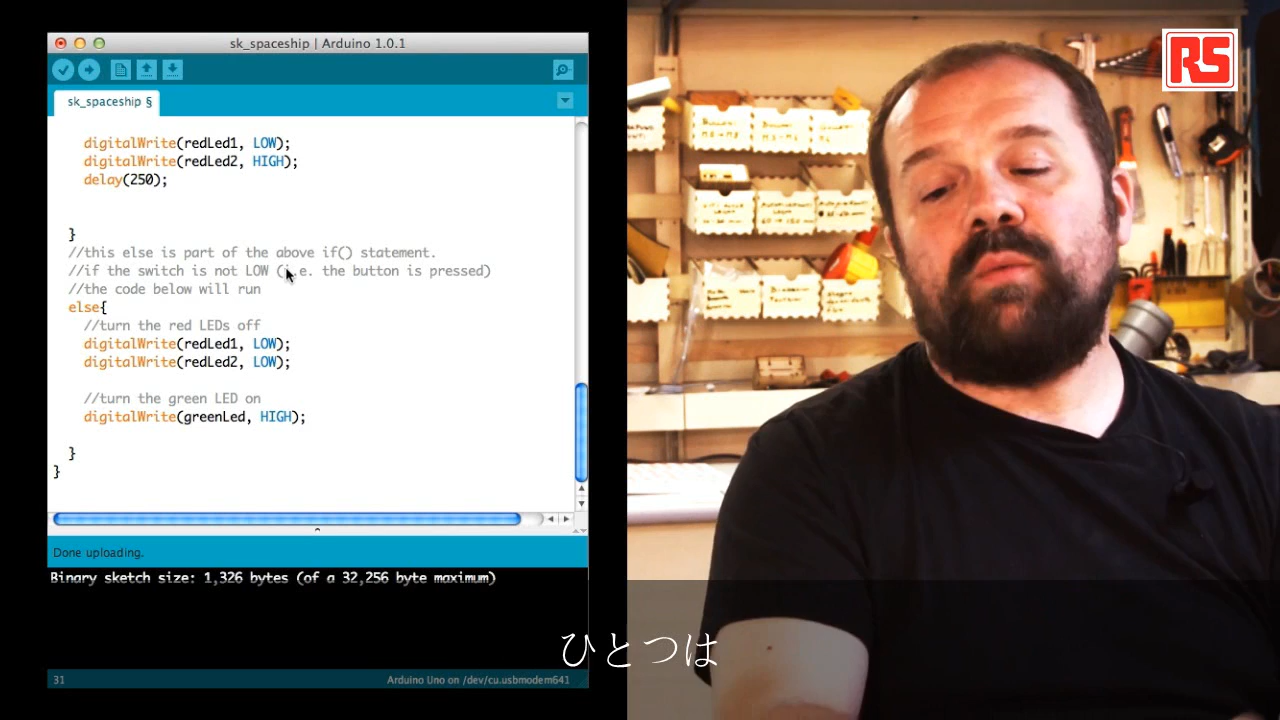 sk_spaceship | Arduino 1.0.1
sk_spaceship §
digitalWrite(redLed1, LOW);
digitalWrite(redLed2, HIGH);
delay(250);
}
//this else is part of the above if() statement.
//if the switch is not LOW (i.e. the button is pressed)
//the code below will run
else{
//turn the red LEDs off
digitalWrite(redLed1, LOW);
digitalWrite(redLed2, LOW);
//turn the green LED on
digitalWrite(greenLed, HIGH);
}
}
Done uploading.
Binary sketch size: 1,326 bytes (of a 32,256 byte maximum)
31
Arduino Uno on /dev/cu.usbmodem641
RS
ひとつは